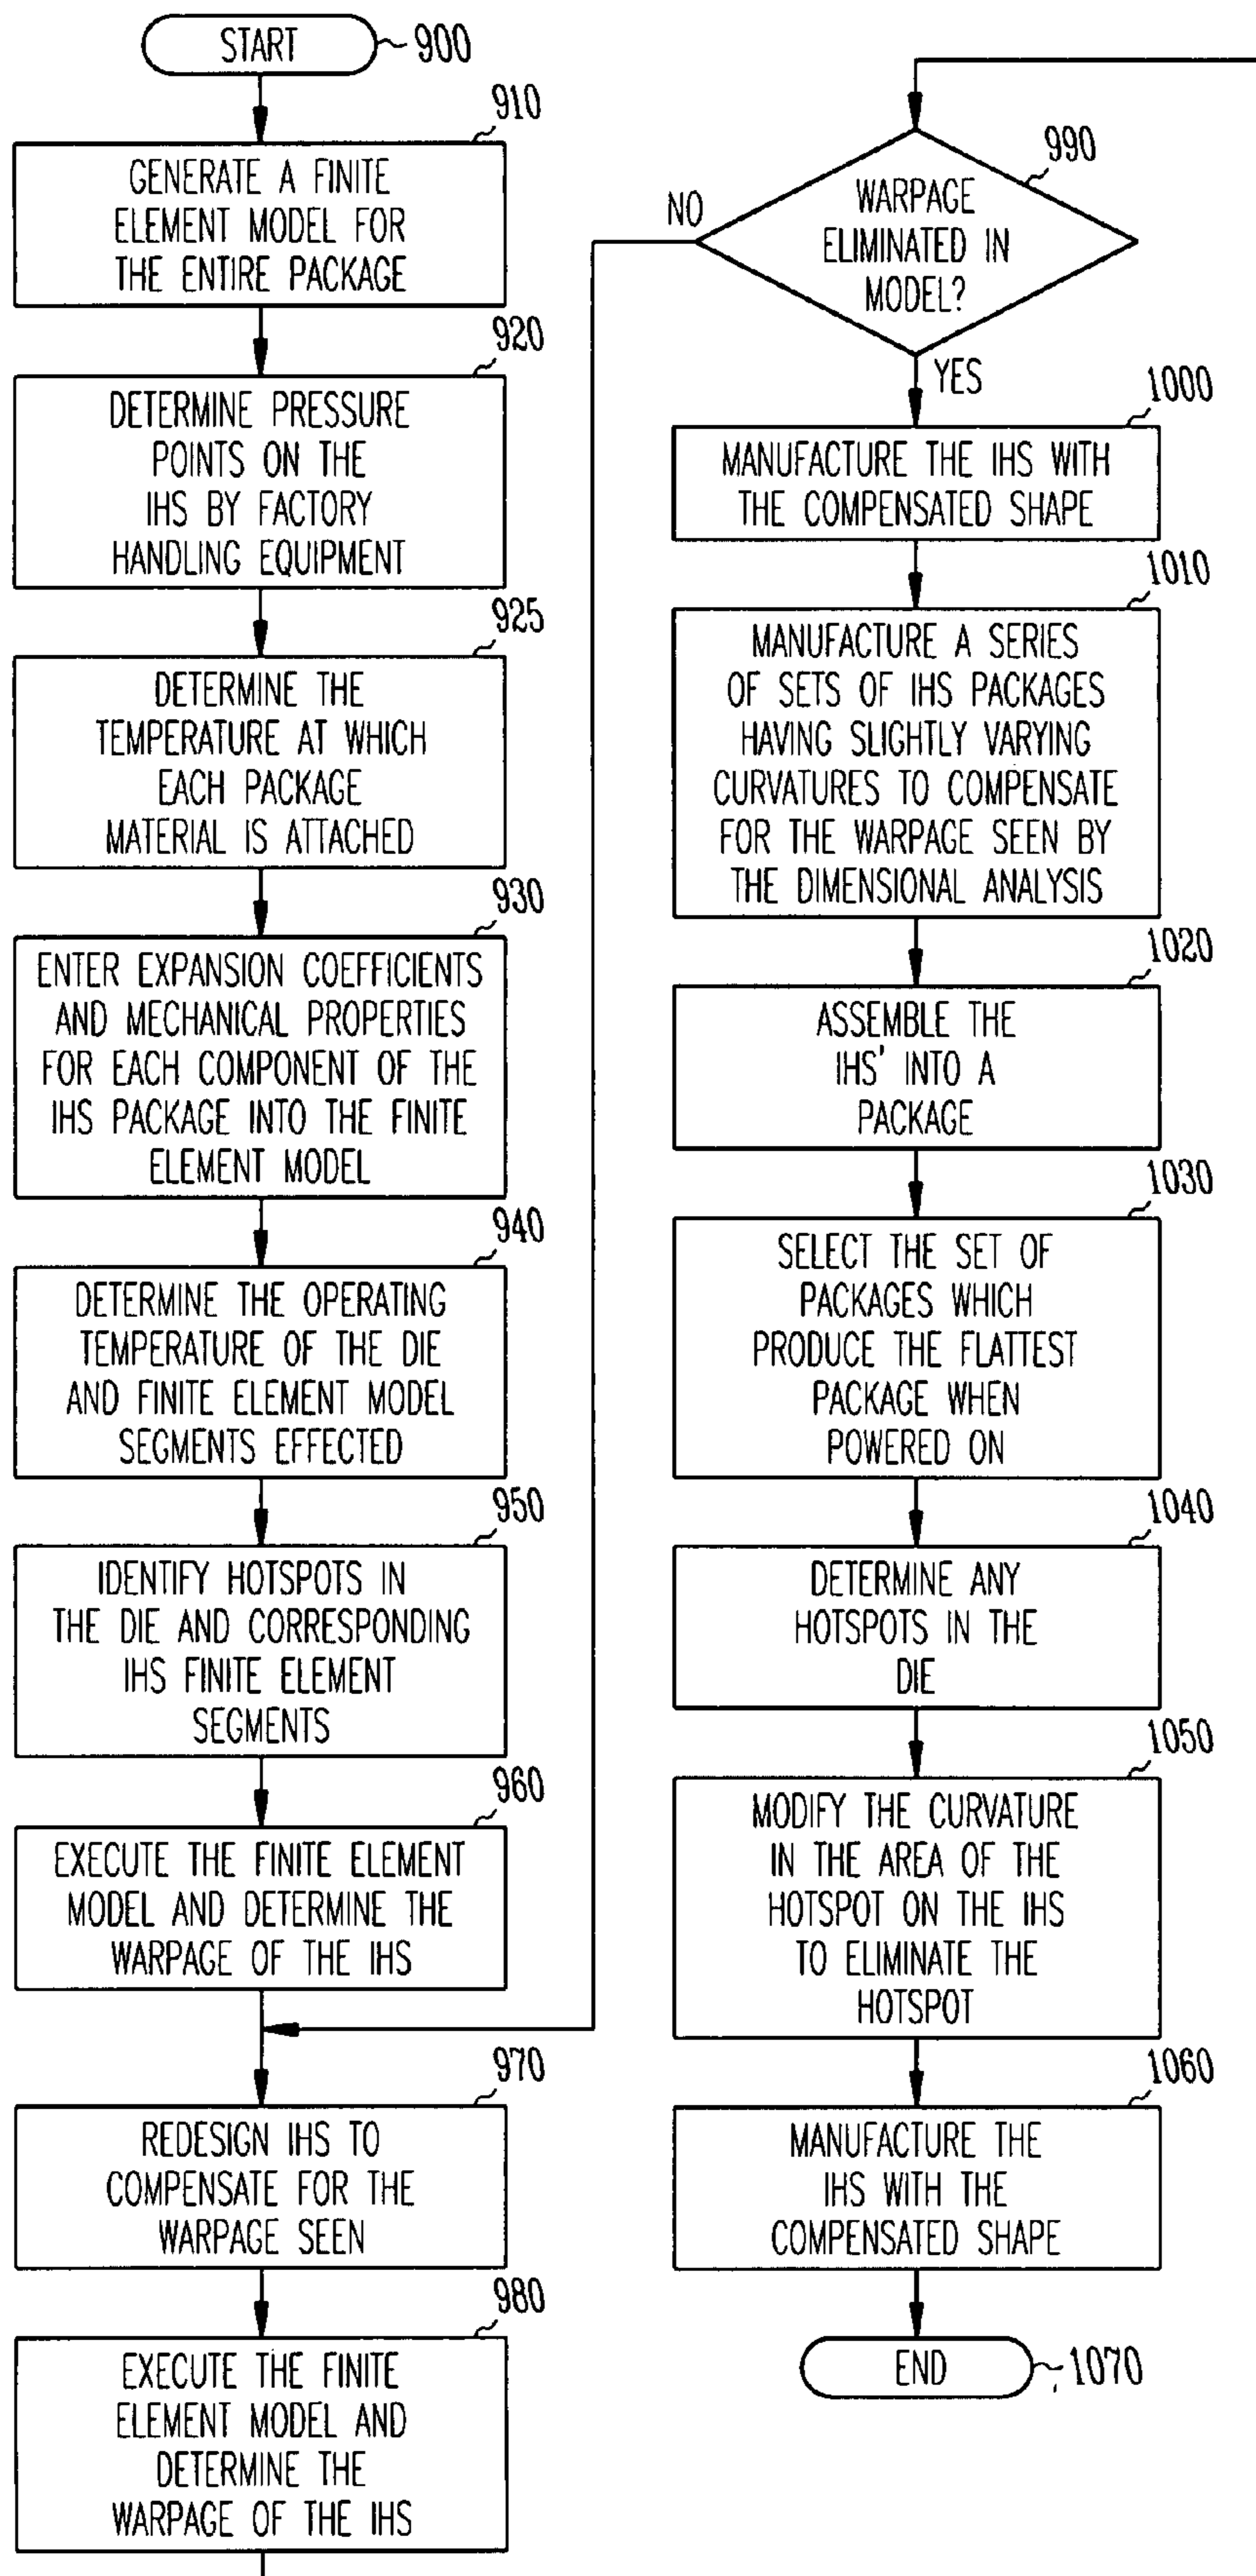 START
900
910
GENERATE A FINITE
ELEMENT MODEL FOR
THE ENTIRE PACKAGE
920
DETERMINE PRESSURE
POINTS ON THE
IHS BY FACTORY
HANDLING EQUIPMENT
925
DETERMINE THE
TEMPERATURE AT WHICH
EACH PACKAGE
MATERIAL IS ATTACHED
930
ENTER EXPANSION COEFFICIENTS
AND MECHANICAL PROPERTIES
FOR EACH COMPONENT OF THE
IHS PACKAGE INTO THE FINITE
ELEMENT MODEL
940
DETERMINE THE OPERATING
TEMPERATURE OF THE DIE
AND FINITE ELEMENT MODEL
SEGMENTS EFFECTED
950
IDENTIFY HOTSPOTS IN
THE DIE AND CORRESPONDING
IHS FINITE ELEMENT
SEGMENTS
960
EXECUTE THE FINITE ELEMENT
MODEL AND DETERMINE THE
WARPAGE OF THE IHS
970
REDESIGN IHS TO
COMPENSATE FOR THE
WARPAGE SEEN
980
EXECUTE THE FINITE
ELEMENT MODEL AND
DETERMINE THE
WARPAGE OF THE IHS
990
NO
WARPAGE
ELIMINATED IN
MODEL?
YES
1000
MANUFACTURE THE IHS WITH
THE COMPENSATED SHAPE
1010
MANUFACTURE A SERIES
OF SETS OF IHS PACKAGES
HAVING SLIGHTLY VARYING
CURVATURES TO COMPENSATE
FOR THE WARPAGE SEEN BY
THE DIMENSIONAL ANALYSIS
1020
ASSEMBLE THE
IHS' INTO A
PACKAGE
1030
SELECT THE SET OF
PACKAGES WHICH
PRODUCE THE FLATTEST
PACKAGE WHEN
POWERED ON
1040
DETERMINE ANY
HOTSPOTS IN THE
DIE
1050
MODIFY THE CURVATURE
IN THE AREA OF THE
HOTSPOT ON THE IHS
TO ELIMINATE THE
HOTSPOT
1060
MANUFACTURE THE
IHS WITH THE
COMPENSATED SHAPE
END
1070